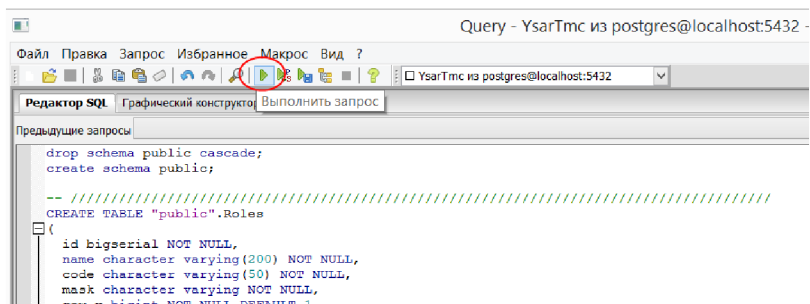 Query - YsarTmc из postgres@localhost:5432 -
Файл Правка Запрос Избранное Макрос Вид ?
YsarTmc из postgres@localhost:5432
Редактор SQL Графический конструктор Выполнить запрос
Предыдущие запросы
drop schema public cascade;
create schema public;
-- ///////////////////////////////////////////////////////////////////////////////////////
CREATE TABLE "public".Roles
(
id bigserial NOT NULL,
name character varying(200) NOT NULL,
code character varying(50) NOT NULL,
mask character varying NOT NULL,